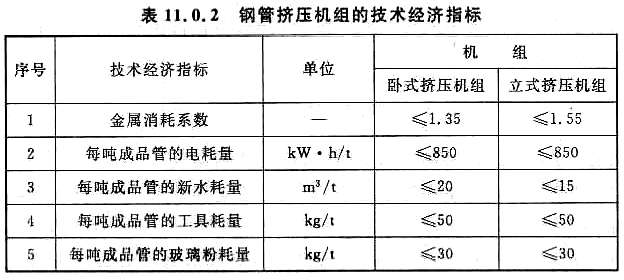 表 11.0.2 钢管挤压机组的技术经济指标
序号 技术经济指标 单位 机 组
卧式挤压机组 立式挤压机组
1 金属消耗系数 — ≤1.35 ≤1.55
2 每吨成品管的电耗量 kW·h/t ≤850 ≤850
3 每吨成品管的新水耗量 m³/t ≤20 ≤15
4 每吨成品管的工具耗量 kg/t ≤50 ≤50
5 每吨成品管的玻璃粉耗量 kg/t ≤30 ≤30